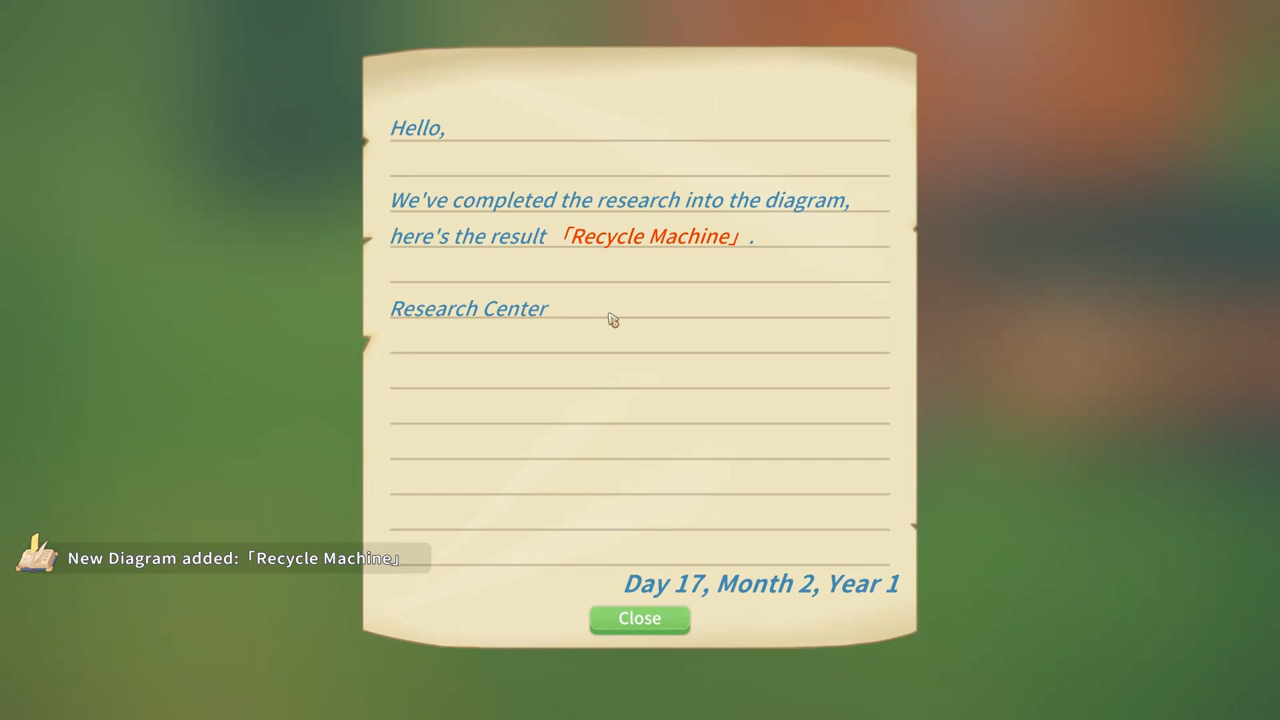 Hello,
We've completed the research into the diagram,
here's the result 「Recycle Machine」.
Research Center
New Diagram added:「Recycle Machine」
Day 17, Month 2, Year 1
Close